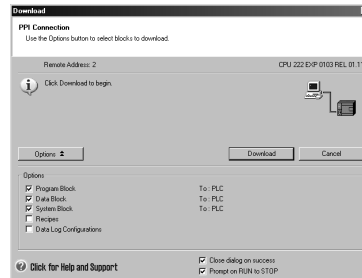 Download
PPI Connection
Use the Options button to select blocks to download.
Remote Address: 2 CPU 222 EXP 0103 REL 01.1
Click Download to begin.
Options Download Cancel
Options
Program Block To : PLC
Data Block To : PLC
System Block To : PLC
Recipes
Data Log Configurations
Click for Help and Support
Close dialog on success
Prompt on RUN to STOP